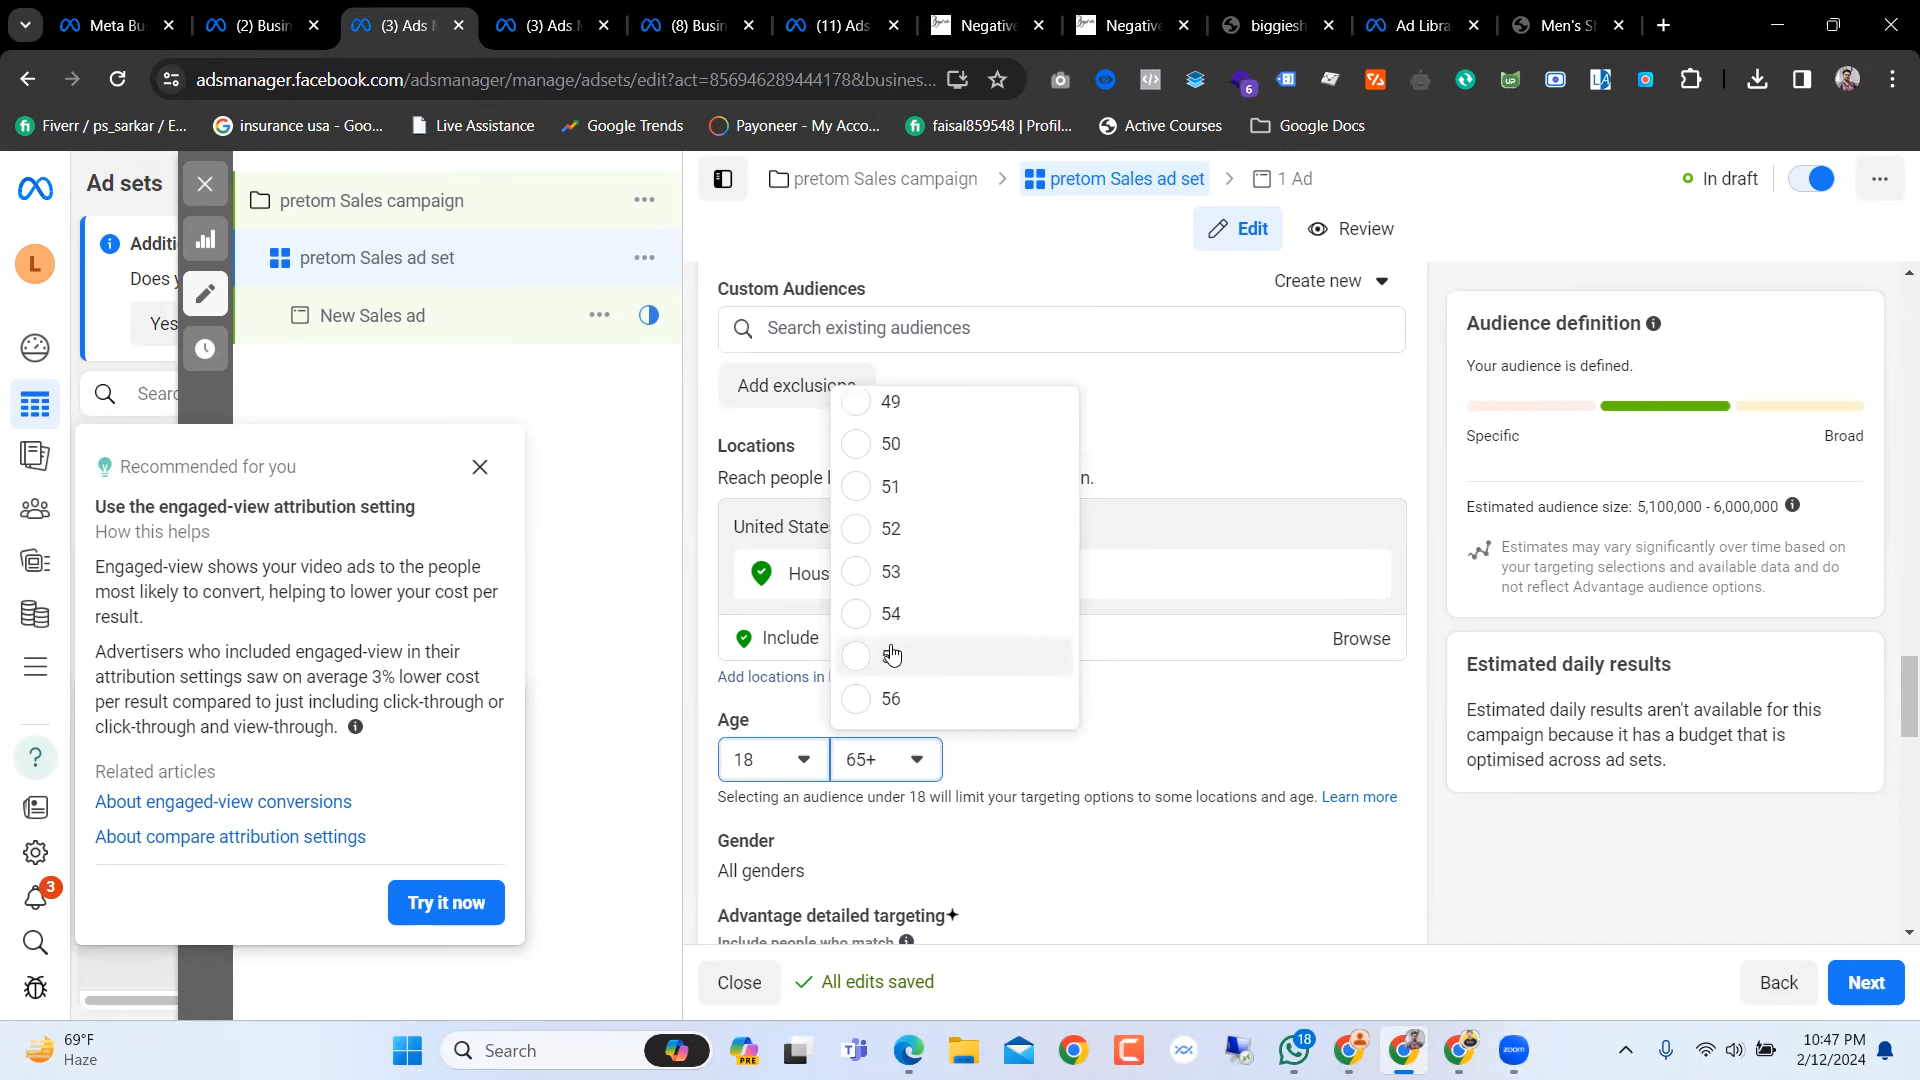 Meta Bu
(2) Busin
(3) Ads M
(3) Ads M
(8) Busin
(11) Ads
Negative
Negative
biggiesh
Ad Libra
Men's Sl
adsmanager.facebook.com/adsmanager/manage/adsets/edit?act=856946289444178&busines...
6
UP
LA
Fiverr / ps_sarkar / E...
insurance usa - Goo...
Live Assistance
Google Trends
Payoneer - My Acco...
faisal859548 | Profil...
Active Courses
Google Docs
Ad sets
Additi
Does y
Yes
Searc
pretom Sales campaign
pretom Sales ad set
New Sales ad
pretom Sales campaign
pretom Sales ad set
1 Ad
In draft
Edit
Review
L
Recommended for you
Use the engaged-view attribution setting
How this helps
Engaged-view shows your video ads to the people
most likely to convert, helping to lower your cost per
result.
Advertisers who included engaged-view in their
attribution settings saw on average 3% lower cost
per result compared to just including click-through or
click-through and view-through.
Related articles
About engaged-view conversions
About compare attribution settings
Try it now
3
Custom Audiences
Create new
Search existing audiences
Add exclusions
Locations
Reach people l
n.
United State
Hous
Include
Browse
Add locations in
49
50
51
52
53
54
56
Age
18
65+
Selecting an audience under 18 will limit your targeting options to some locations and age. Learn more
Gender
All genders
Advantage detailed targeting+
Include people who match
Close
All edits saved
Back
Next
Audience definition
Your audience is defined.
Specific
Broad
Estimated audience size: 5,100,000 - 6,000,000
Estimates may vary significantly over time based on
your targeting selections and available data and do
not reflect Advantage audience options.
Estimated daily results
Estimated daily results aren't available for this
campaign because it has a budget that is
optimised across ad sets.
69°F
Haze
Search
PRE
18
zoom
10:47 PM
2/12/2024